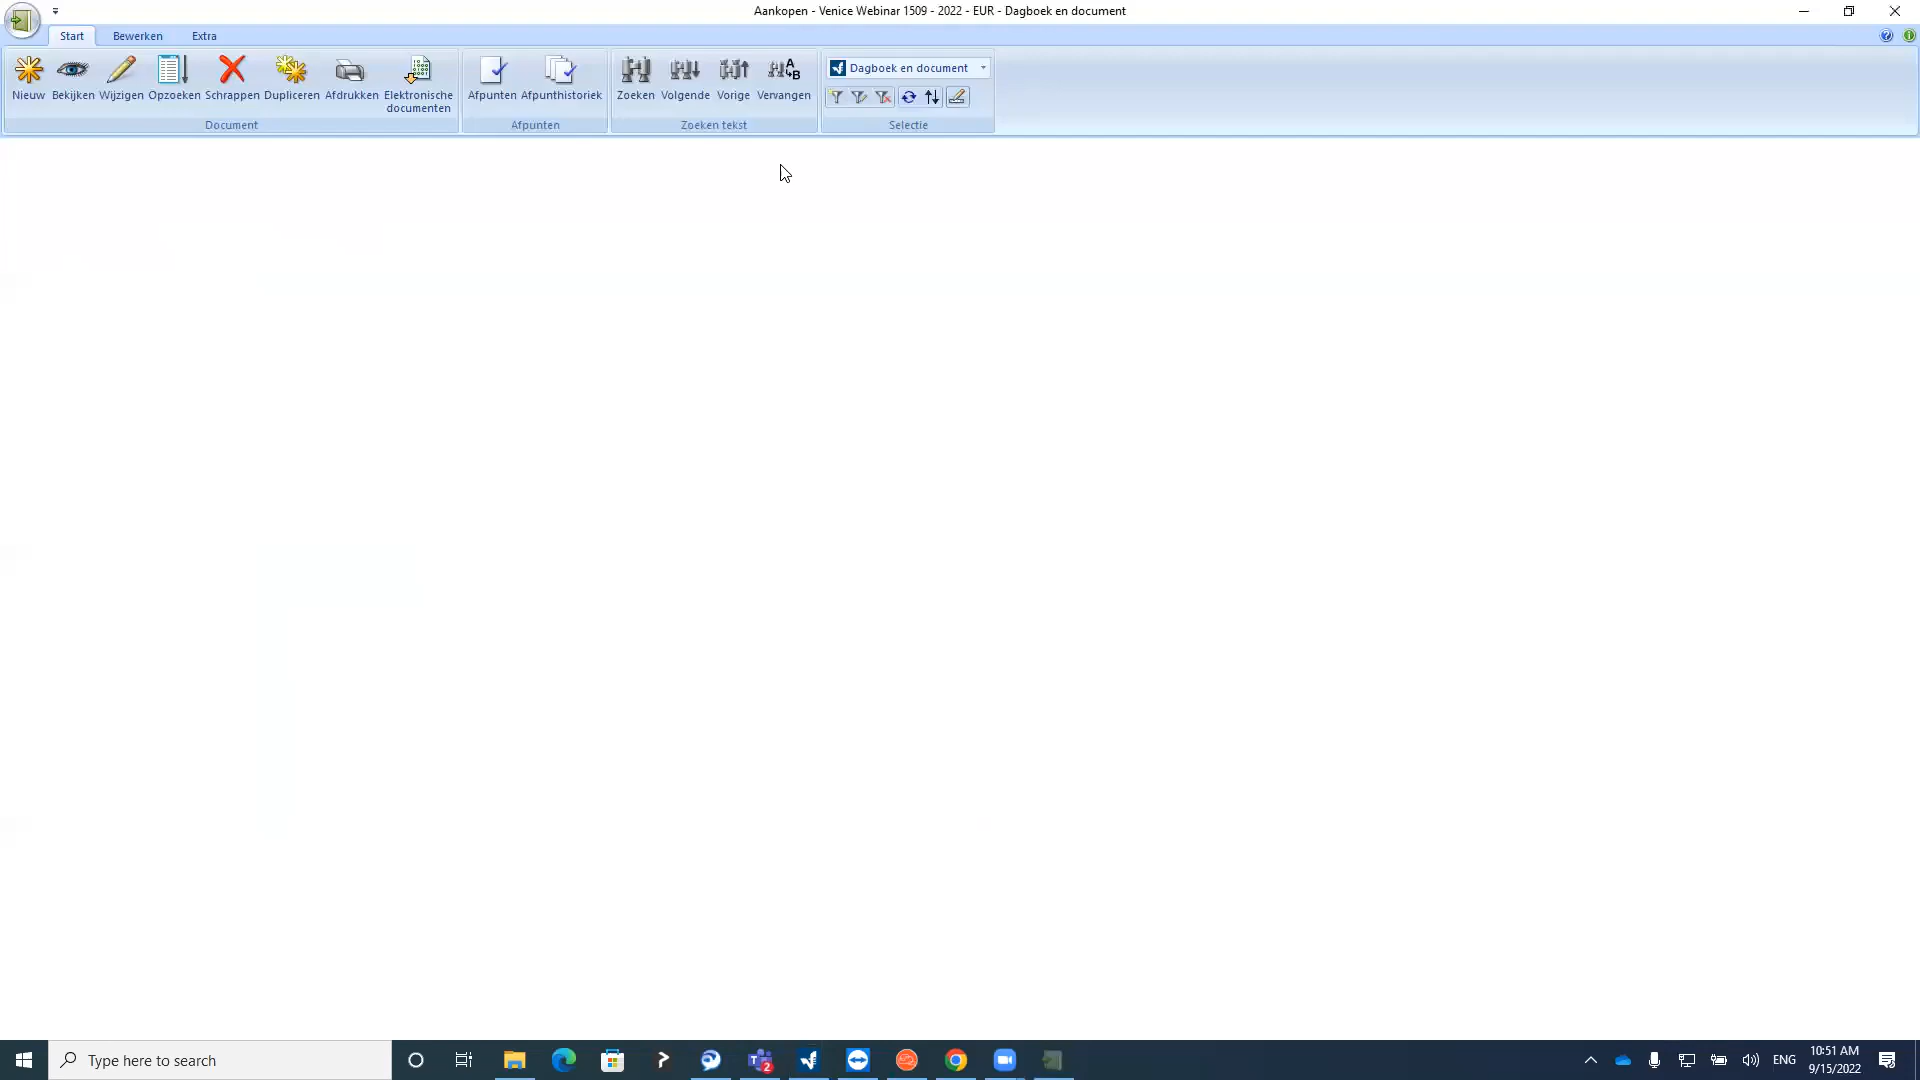 Aankopen - Venice Webinar 1509 - 2022 - EUR - Dagboek en document
Start Bewerken Extra
Nieuw Bekijken Wijzigen Opzoeken Schrappen Dupliceren Afdrukken Elektronische documenten
Afpunten Afpunthistoriek
Zoeken Volgende Vorige Vervangen
Dagboek en document
Document Afpunten Zoeken tekst Selectie
Type here to search
ENG
10:51 AM
9/15/2022